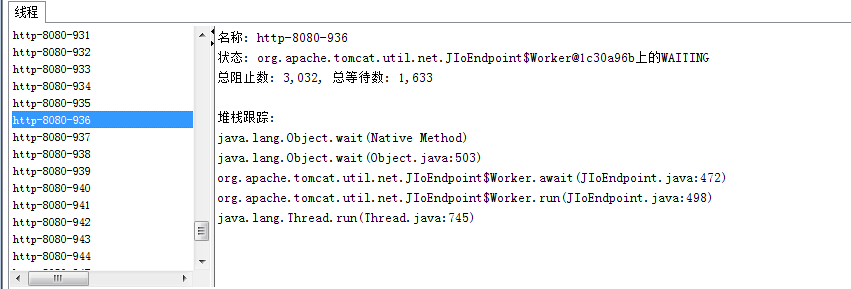 线程
http-8080-931
http-8080-932
http-8080-933
http-8080-934
http-8080-935
http-8080-936
http-8080-937
http-8080-938
http-8080-939
http-8080-940
http-8080-941
http-8080-942
http-8080-943
http-8080-944
名称: http-8080-936
状态: org.apache.tomcat.util.net.JIoEndpoint$Worker@1c30a96b上的WAITING
总阻止数: 3,032, 总等待数: 1,633
堆栈跟踪:
java.lang.Object.wait(Native Method)
java.lang.Object.wait(Object.java:503)
org.apache.tomcat.util.net.JIoEndpoint$Worker.await(JIoEndpoint.java:472)
org.apache.tomcat.util.net.JIoEndpoint$Worker.run(JIoEndpoint.java:498)
java.lang.Thread.run(Thread.java:745)